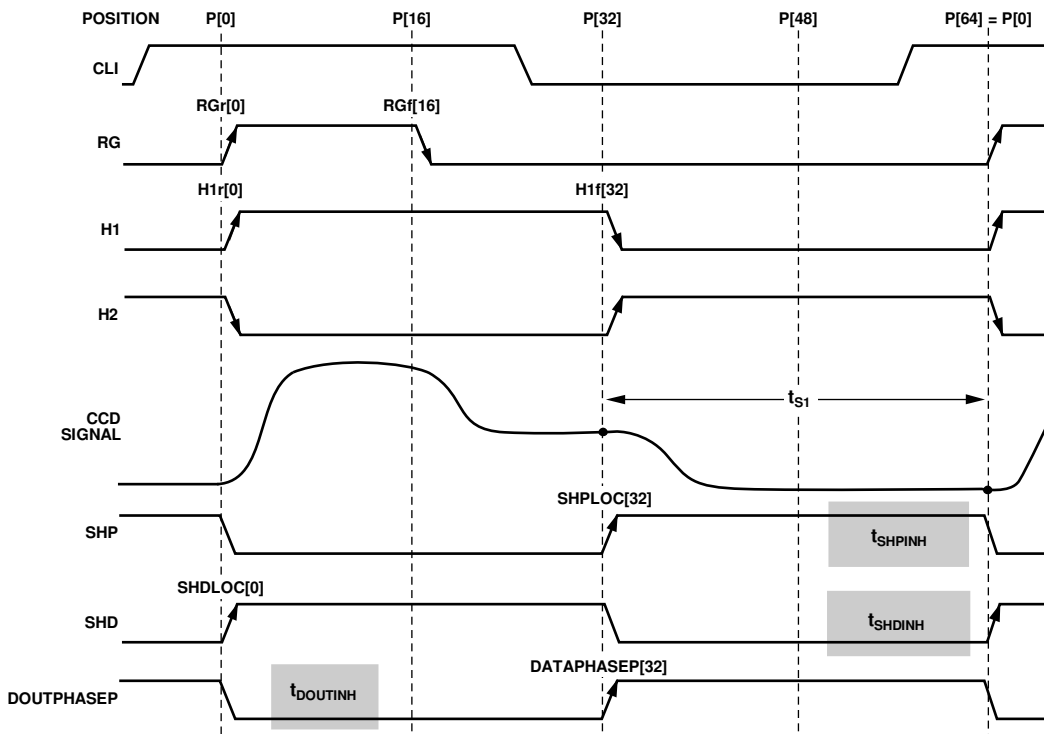 POSITION P[0] P[16] P[32] P[48] P[64] = P[0]
CLI
RGr[0] RGf[16]
RG
H1r[0] H1f[32]
H1
H2
tS1
CCD
SIGNAL
SHPLOC[32]
SHP tSHPINH
SHDLOC[0]
SHD tSHDINH
DATAPHASEP[32]
DOUTPHASEP tDOUTINH